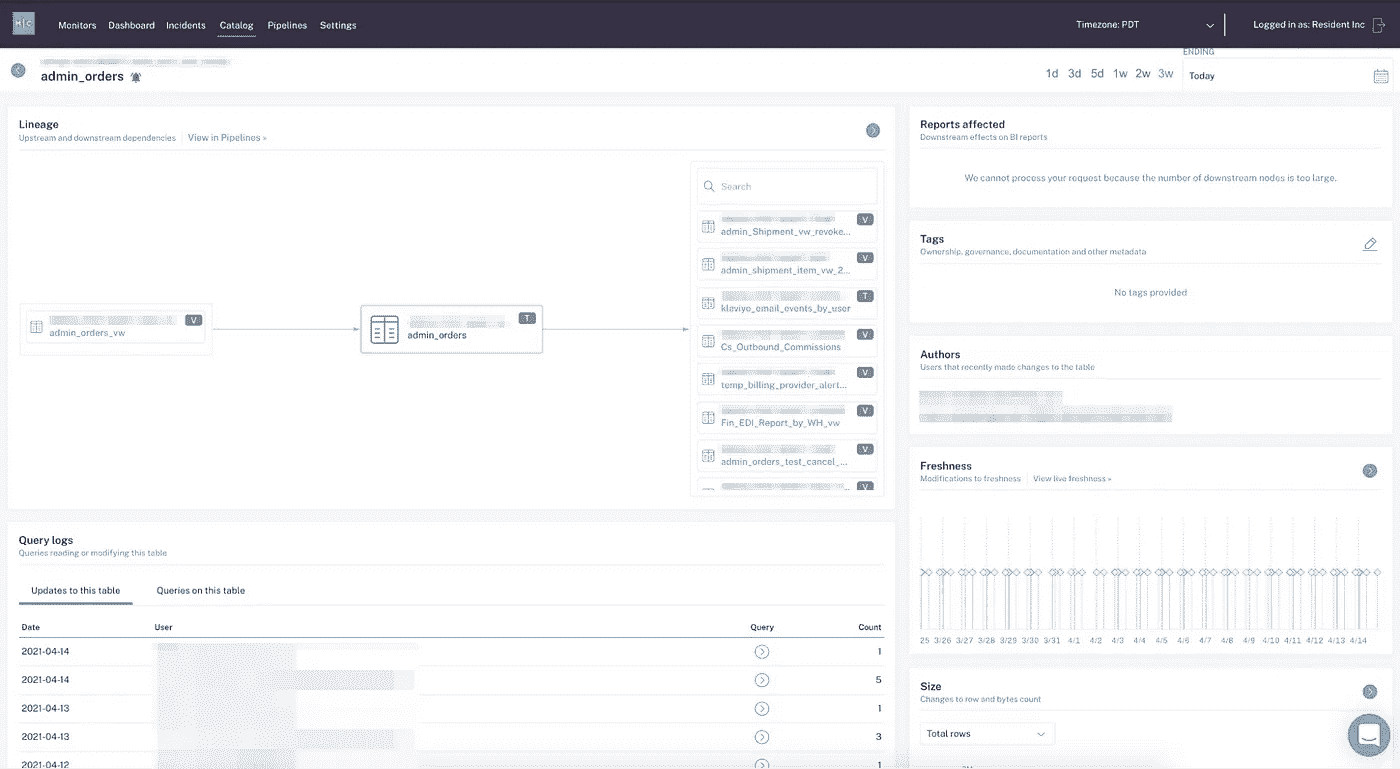 M C
Monitors Dashboard Incidents Catalog Pipelines Settings
Timezone: PDT
Logged in as: Resident Inc
admin_orders
1d 3d 5d 1w 2w 3w
ENDING
Today
Lineage
Upstream and downstream dependencies
View in Pipelines »
admin_orders_vw
V
admin_orders
T
Search
V
admin_Shipment_vw_revoke...
V
admin_shipment_item_vw_2...
T
klaviyo_email_events_by_user
V
Cs_Outbound_Commissions
V
temp_billing_provider_alert...
V
Fin_EDI_Report_by_WH_vw
V
admin_orders_test_cancel_...
V
Query logs
Queries reading or modifying this table
Updates to this table Queries on this table
Date User Query Count
2021-04-14 1
2021-04-14 5
2021-04-13 1
2021-04-13 3
2021-04-12 1
Reports affected
Downstream effects on BI reports
We cannot process your request because the number of downstream nodes is too large.
Tags
Ownership, governance, documentation and other metadata
No tags provided
Authors
Users that recently made changes to the table
Freshness
Modifications to freshness
View live freshness »
25 3/26 3/27 3/28 3/29 3/30 3/31 4/1 4/2 4/3 4/4 4/5 4/6 4/7 4/8 4/9 4/10 4/11 4/12 4/13 4/14
Size
Changes to row and bytes count
Total rows